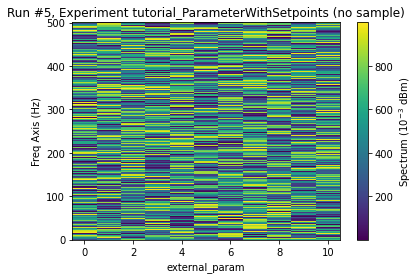 Run #5, Experiment tutorial_ParameterWithSetpoints (no sample)
500
400
300
200
100
0
Freq Axis (Hz)
0 2 4 6 8 10
external_param
800
600
400
200
Spectrum (10⁻³ dBm)